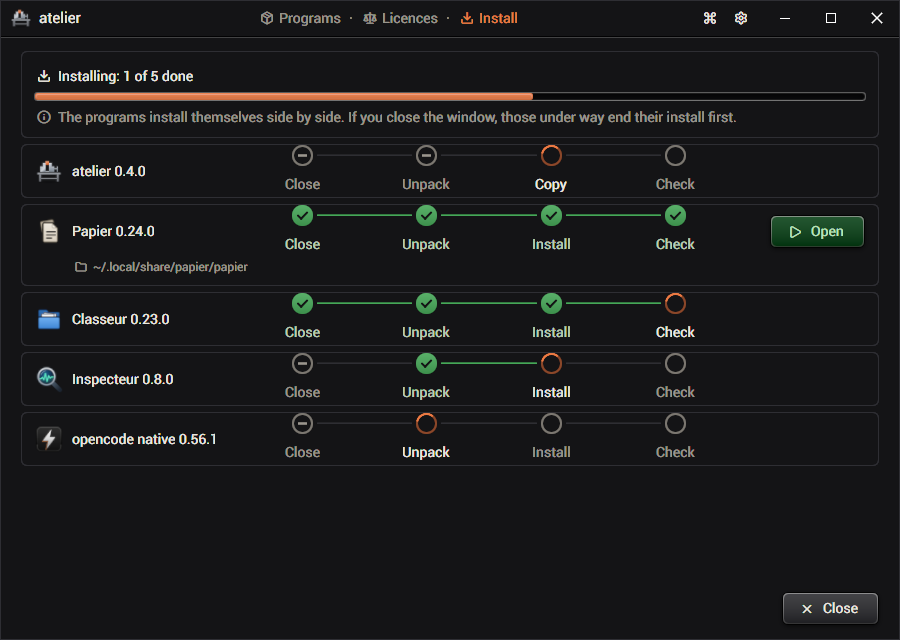 atelier
Programs · Licences · Install
Installing: 1 of 5 done
The programs install themselves side by side. If you close the window, those under way end their install first.
atelier 0.4.0
Close Unpack Copy Check
Papier 0.24.0
Close Unpack Install Check
Open
~/.local/share/papier/papier
Classeur 0.23.0
Close Unpack Install Check
Inspecteur 0.8.0
Close Unpack Install Check
opencode native 0.56.1
Close Unpack Install Check
Close